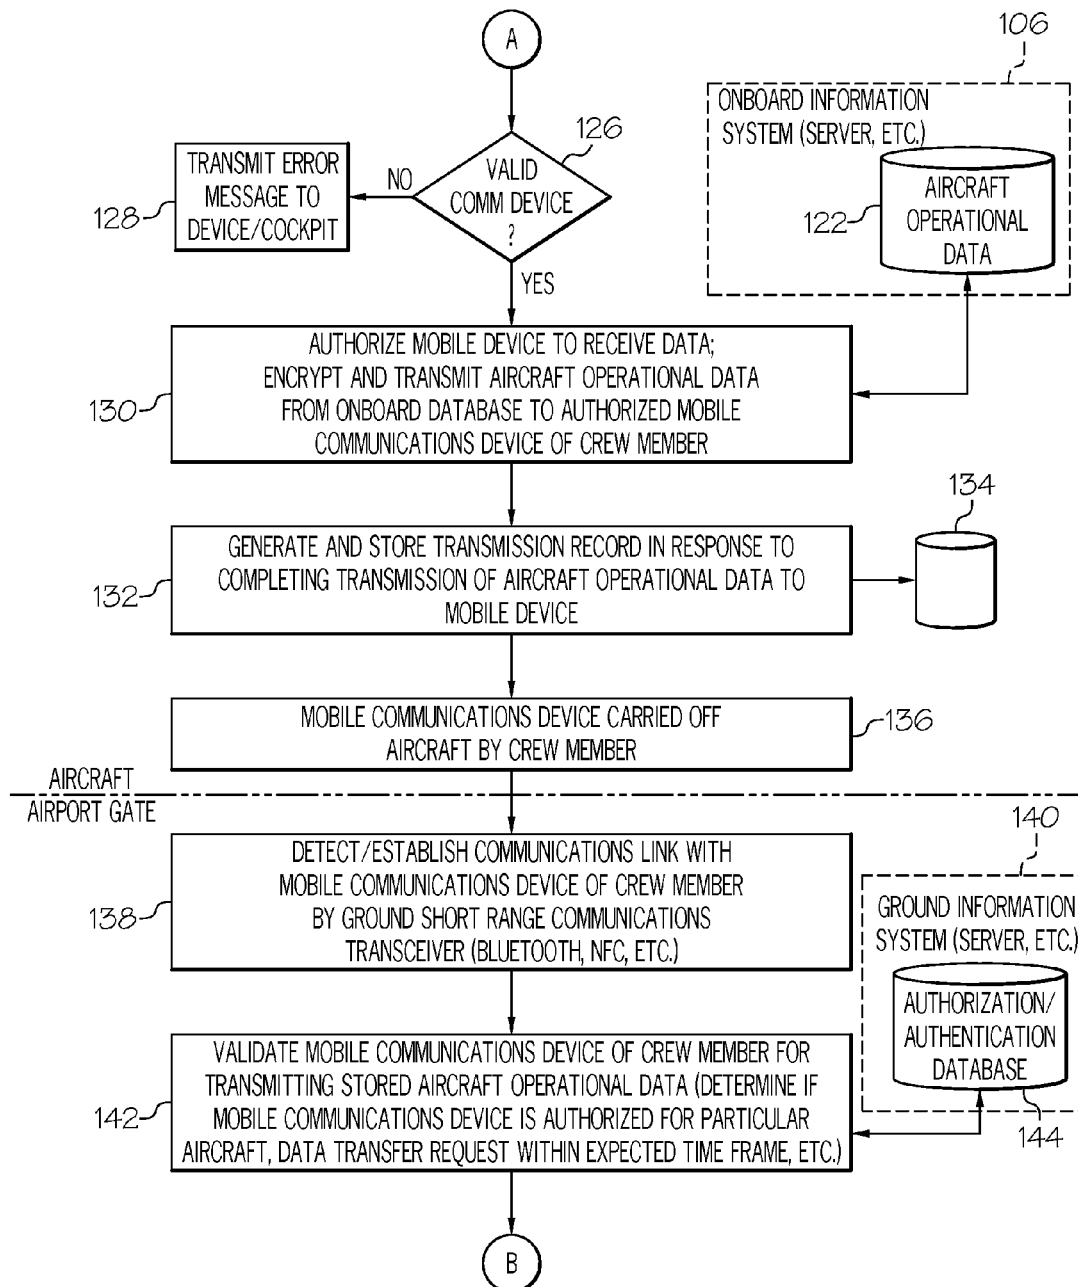 A
106
ONBOARD INFORMATION
SYSTEM (SERVER, ETC.)
126
VALID
COMM DEVICE
?
NO
TRANSMIT ERROR
MESSAGE TO
DEVICE/COCKPIT
128
122
AIRCRAFT
OPERATIONAL
DATA
YES
AUTHORIZE MOBILE DEVICE TO RECEIVE DATA;
ENCRYPT AND TRANSMIT AIRCRAFT OPERATIONAL DATA
FROM ONBOARD DATABASE TO AUTHORIZED MOBILE
COMMUNICATIONS DEVICE OF CREW MEMBER
130
134
GENERATE AND STORE TRANSMISSION RECORD IN RESPONSE TO
COMPLETING TRANSMISSION OF AIRCRAFT OPERATIONAL DATA TO
MOBILE DEVICE
132
MOBILE COMMUNICATIONS DEVICE CARRIED OFF
AIRCRAFT BY CREW MEMBER
136
AIRCRAFT
AIRPORT GATE
140
DETECT/ESTABLISH COMMUNICATIONS LINK WITH
MOBILE COMMUNICATIONS DEVICE OF CREW MEMBER
BY GROUND SHORT RANGE COMMUNICATIONS
TRANSCEIVER (BLUETOOTH, NFC, ETC.)
138
GROUND INFORMATION
SYSTEM (SERVER, ETC.)
AUTHORIZATION/
AUTHENTICATION
DATABASE
144
VALIDATE MOBILE COMMUNICATIONS DEVICE OF CREW MEMBER FOR
TRANSMITTING STORED AIRCRAFT OPERATIONAL DATA (DETERMINE IF
MOBILE COMMUNICATIONS DEVICE IS AUTHORIZED FOR PARTICULAR
AIRCRAFT, DATA TRANSFER REQUEST WITHIN EXPECTED TIME FRAME, ETC.)
142
B